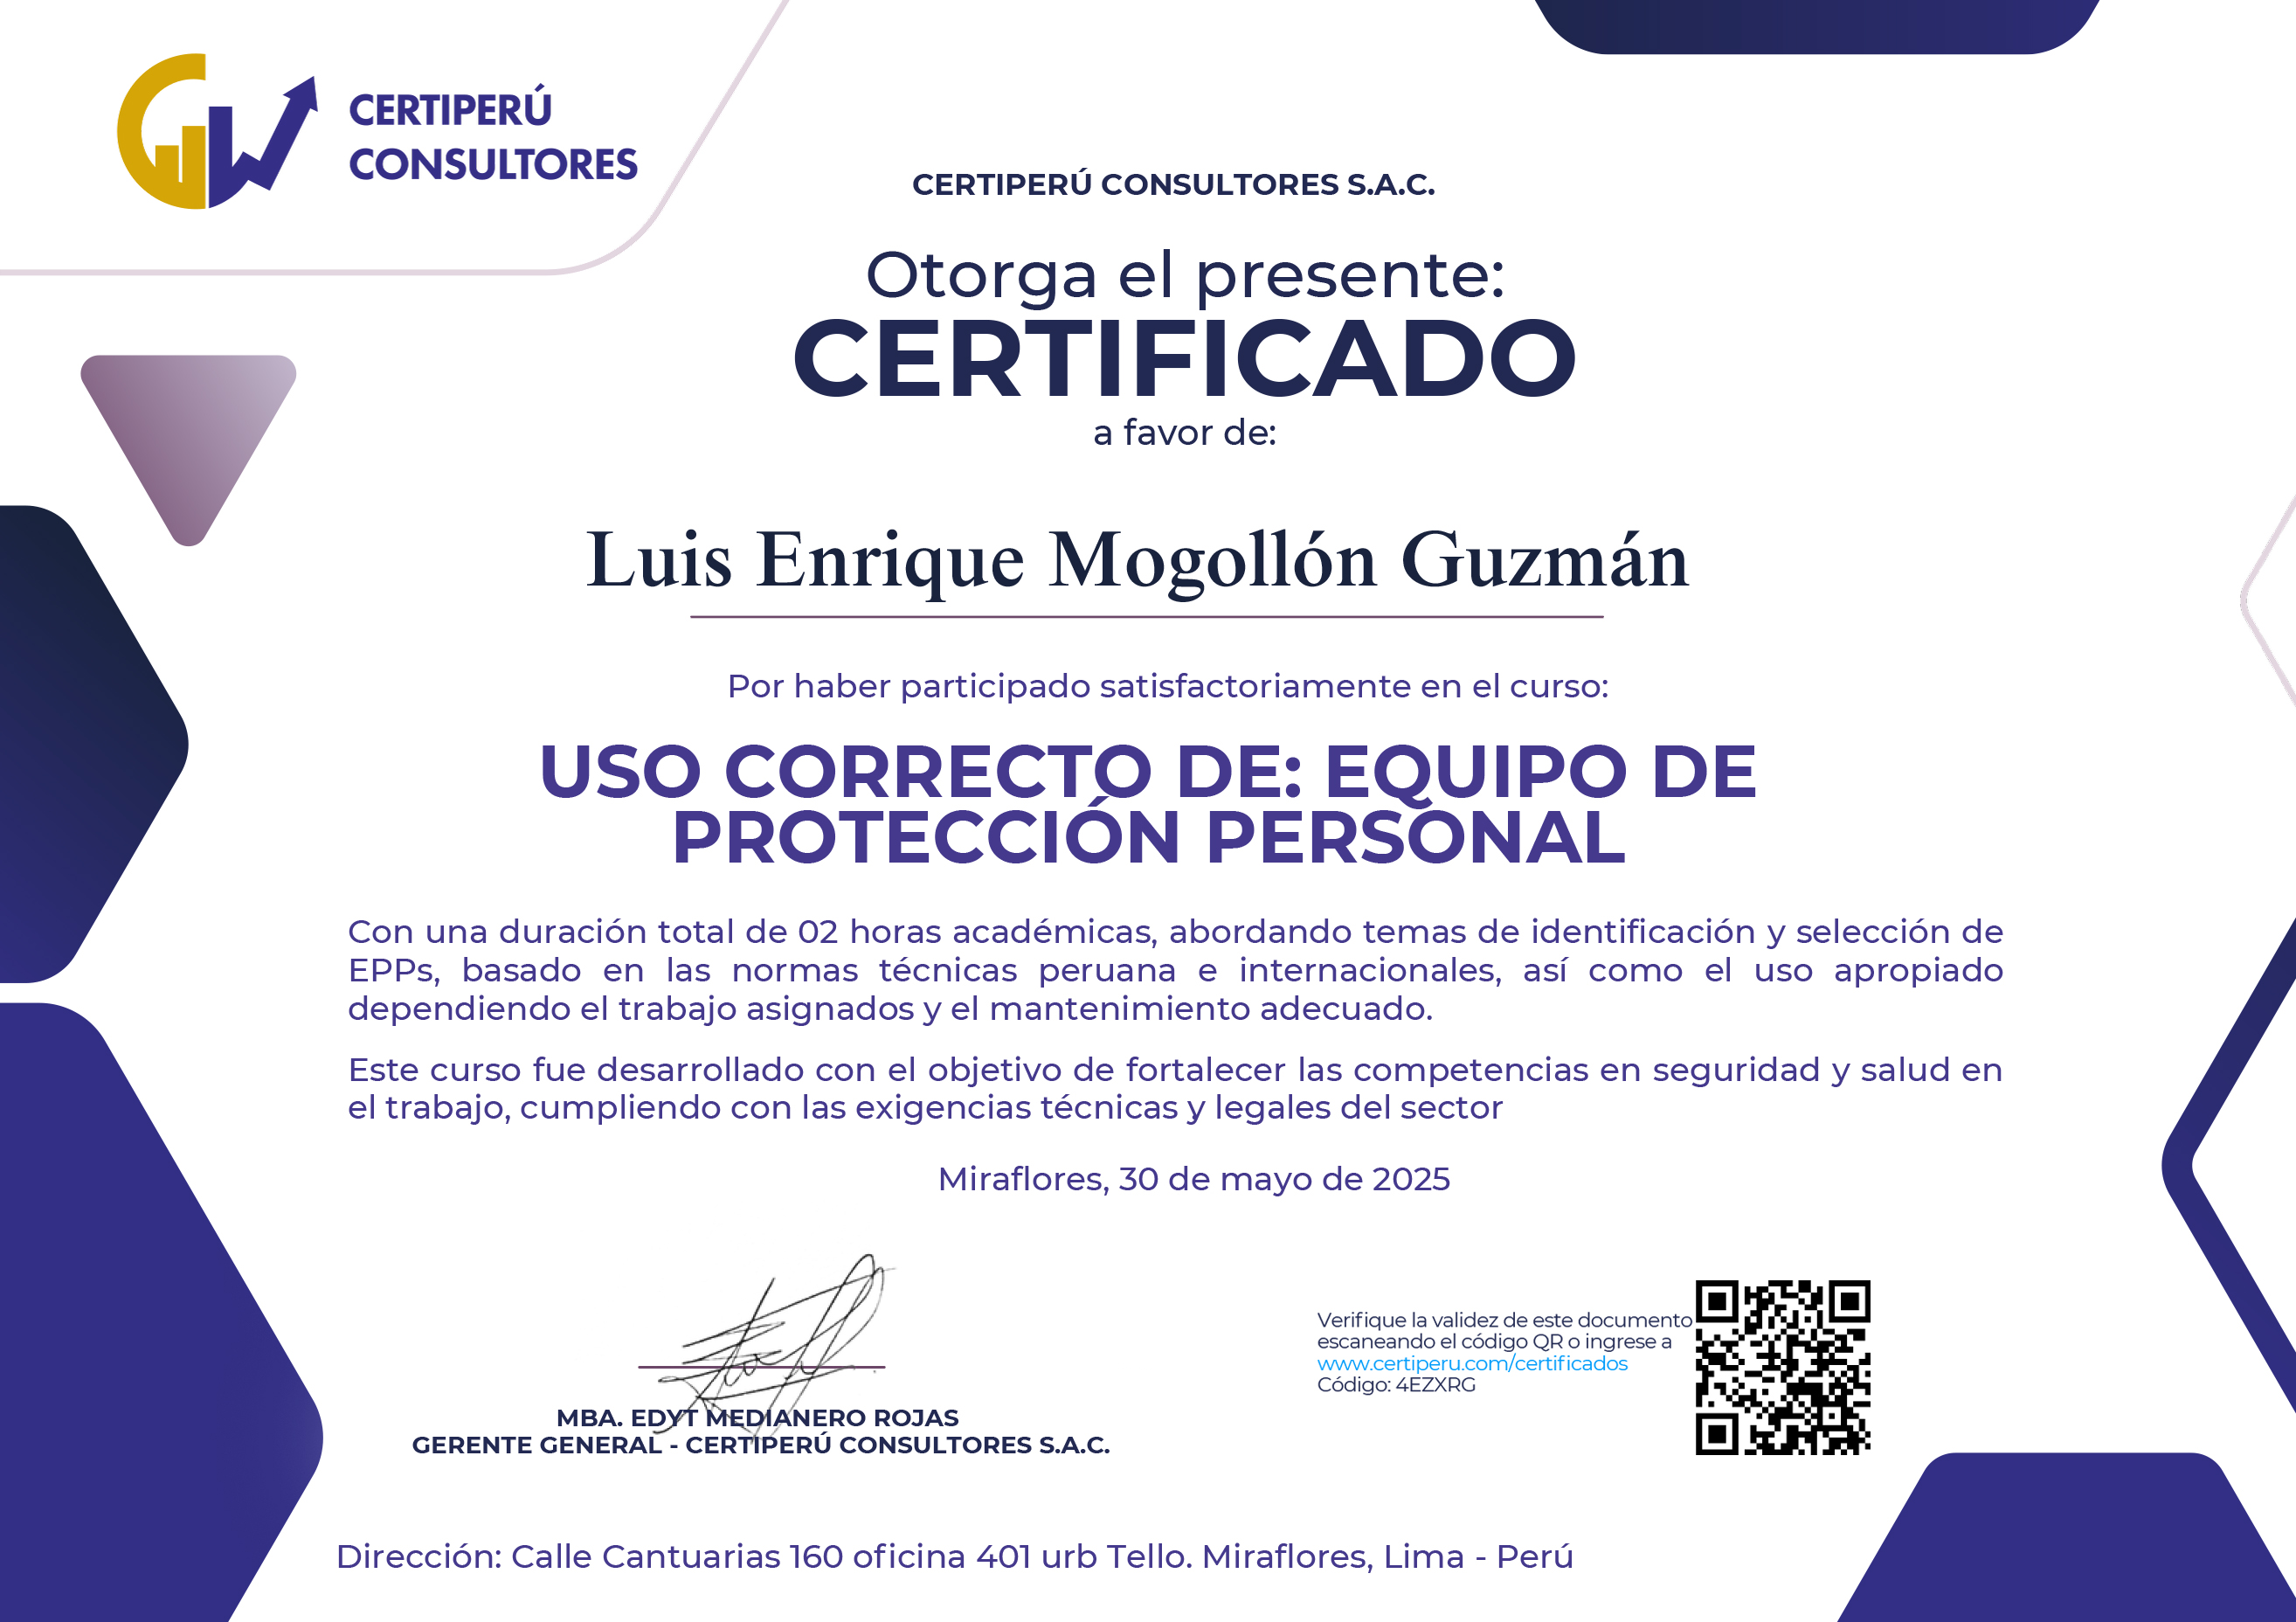 CERTIPERÚ
CONSULTORES
CERTIPERÚ CONSULTORES S.A.C.
Otorga el presente:
CERTIFICADO
a favor de:
Luis Enrique Mogollón Guzmán
Por haber participado satisfactoriamente en el curso:
USO CORRECTO DE: EQUIPO DE
PROTECCIÓN PERSONAL
Con una duración total de 02 horas académicas, abordando temas de identificación y selección de
EPPs, basado en las normas técnicas peruana e internacionales, así como el uso apropiado
dependiendo el trabajo asignados y el mantenimiento adecuado.
Este curso fue desarrollado con el objetivo de fortalecer las competencias en seguridad y salud en
el trabajo, cumpliendo con las exigencias técnicas y legales del sector
Miraflores, 30 de mayo de 2025
MBA. EDYT MEDIANERO ROJAS
GERENTE GENERAL - CERTIPERÚ CONSULTORES S.A.C.
Verifique la validez de este documento
escaneando el código QR o ingrese a
www.certiperu.com/certificados
Código: 4EZXRG
Dirección: Calle Cantuarias 160 oficina 401 urb Tello. Miraflores, Lima - Perú